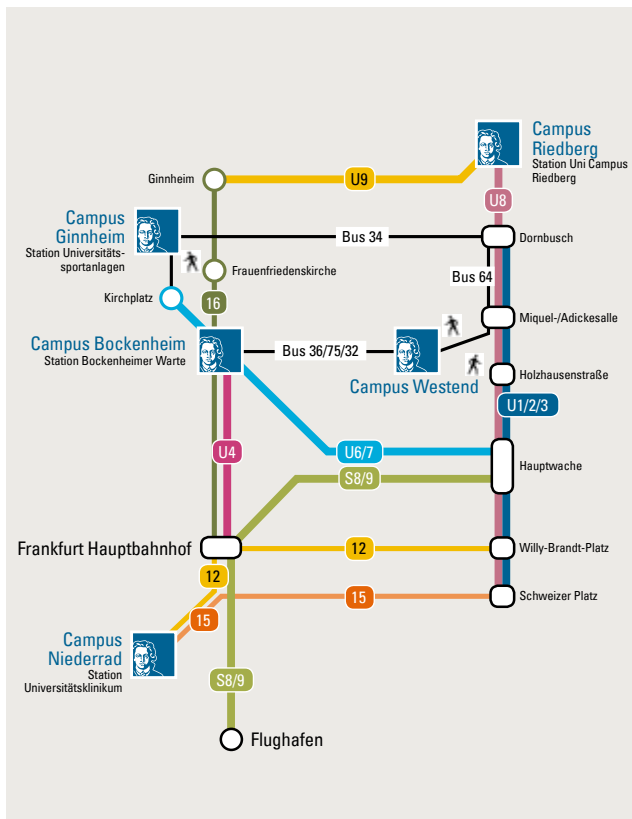 Campus
Riedberg
Station Uni Campus
Riedberg
Ginnheim
U9
U8
Campus
Ginnheim
Station Universitäts-
sportanlagen
Bus 34
Dornbusch
Frauenfriedenskirche
Bus 64
Kirchplatz
16
Miquel-/Adickesalle
Campus Bockenheim
Station Bockenheimer Warte
Bus 36/75/32
Campus Westend
Holzhausenstraße
U1/2/3
U4
U6/7
Hauptwache
S8/9
Frankfurt Hauptbahnhof
12
Willy-Brandt-Platz
12
15
Schweizer Platz
15
Campus
Niederrad
Station
Universitätsklinikum
S8/9
Flughafen